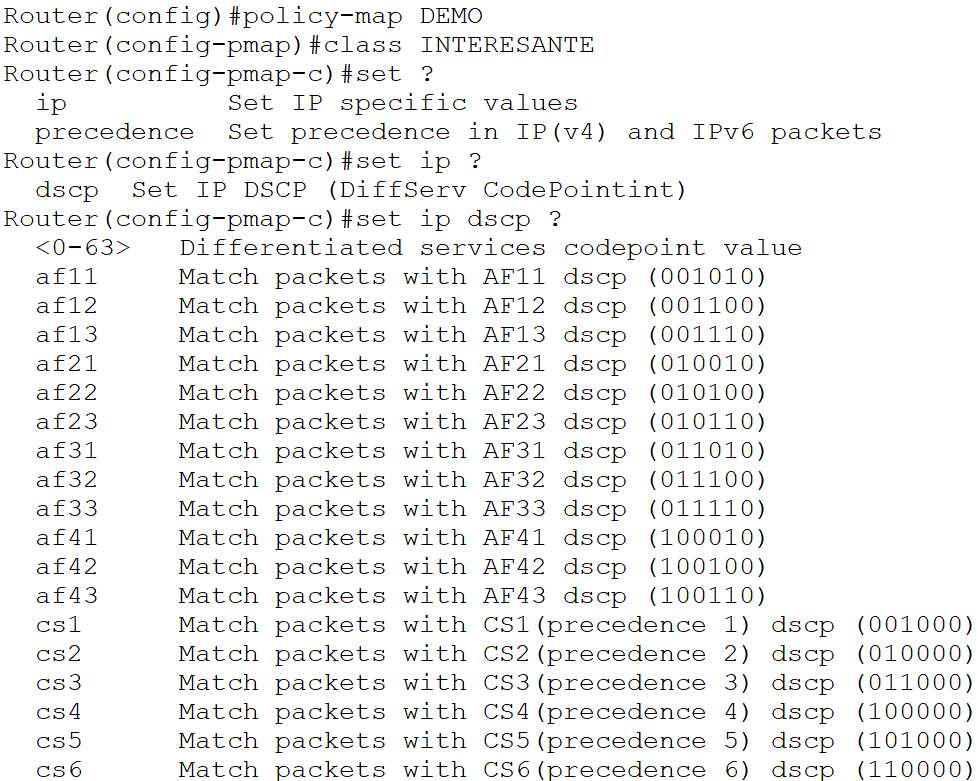 Router(config)#policy-map DEMO
Router(config-pmap)#class INTERESANTE
Router(config-pmap-c)#set ?
ip Set IP specific values
precedence Set precedence in IP(v4) and IPv6 packets
Router(config-pmap-c)#set ip ?
dscp Set IP DSCP (DiffServ CodePointint)
Router(config-pmap-c)#set ip dscp ?
<0-63> Differentiated services codepoint value
af11 Match packets with AF11 dscp (001010)
af12 Match packets with AF12 dscp (001100)
af13 Match packets with AF13 dscp (001110)
af21 Match packets with AF21 dscp (010010)
af22 Match packets with AF22 dscp (010100)
af23 Match packets with AF23 dscp (010110)
af31 Match packets with AF31 dscp (011010)
af32 Match packets with AF32 dscp (011100)
af33 Match packets with AF33 dscp (011110)
af41 Match packets with AF41 dscp (100010)
af42 Match packets with AF42 dscp (100100)
af43 Match packets with AF43 dscp (100110)
cs1 Match packets with CS1(precedence 1) dscp (001000)
cs2 Match packets with CS2(precedence 2) dscp (010000)
cs3 Match packets with CS3(precedence 3) dscp (011000)
cs4 Match packets with CS4(precedence 4) dscp (100000)
cs5 Match packets with CS5(precedence 5) dscp (101000)
cs6 Match packets with CS6(precedence 6) dscp (110000)